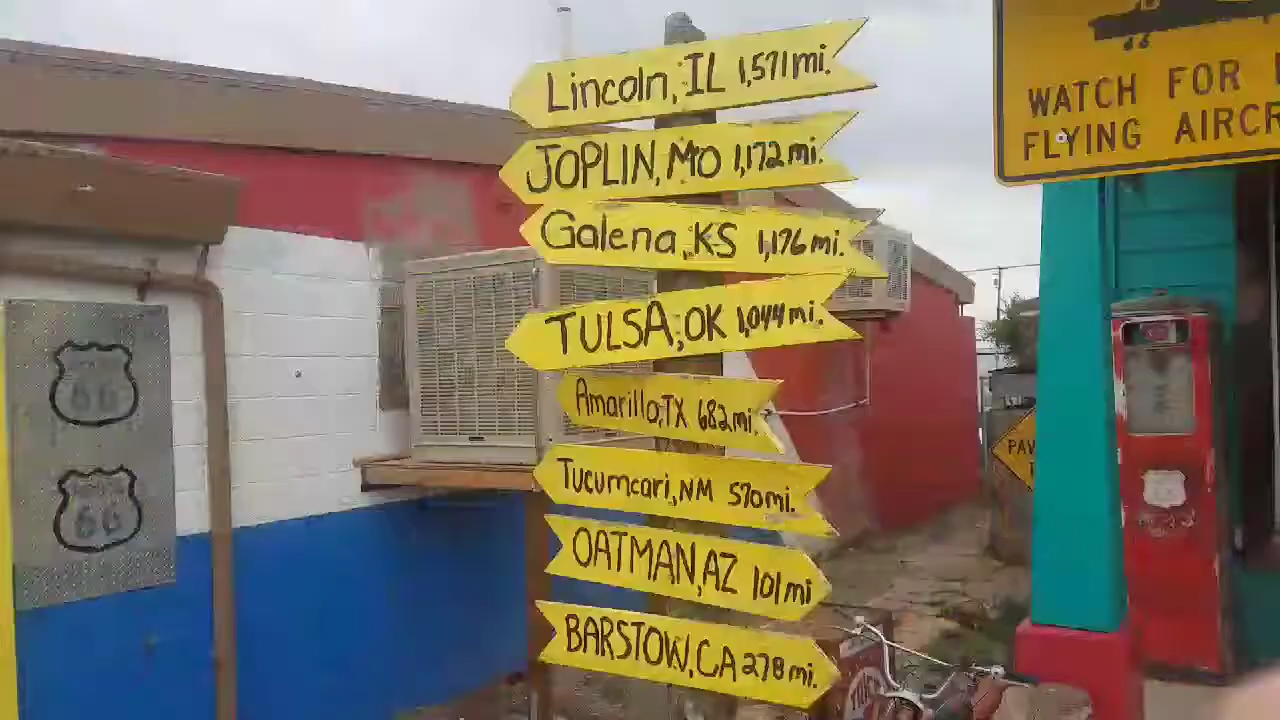 Lincoln, IL 1,571 mi.
JOPLIN, MO 1,172 mi.
Galena, KS 1,176 mi.
TULSA, OK 1,044 mi.
Amarillo, TX 682 mi.
Tucumcari, NM 570 mi.
OATMAN, AZ 101 mi
BARSTOW, CA 278 mi.
WATCH FOR
FLYING AIRCR
66
66
PAV